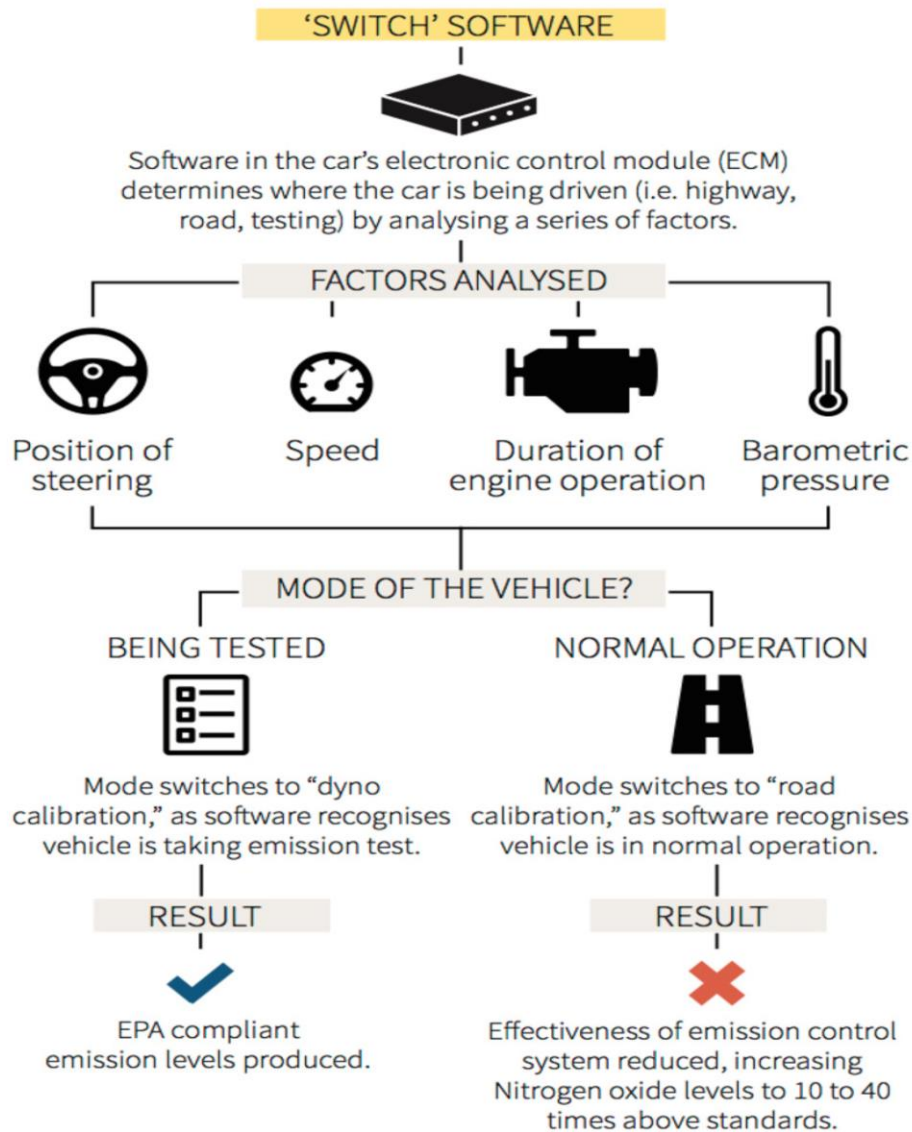 ‘SWITCH’ SOFTWARE
Software in the car’s electronic control module (ECM)
determines where the car is being driven (i.e. highway,
road, testing) by analysing a series of factors.
FACTORS ANALYSED
Position of
steering
Speed
Duration of
engine operation
Barometric
pressure
MODE OF THE VEHICLE?
BEING TESTED
Mode switches to “dyno
calibration,” as software recognises
vehicle is taking emission test.
RESULT
EPA compliant
emission levels produced.
NORMAL OPERATION
Mode switches to “road
calibration,” as software recognises
vehicle is in normal operation.
RESULT
Effectiveness of emission control
system reduced, increasing
Nitrogen oxide levels to 10 to 40
times above standards.